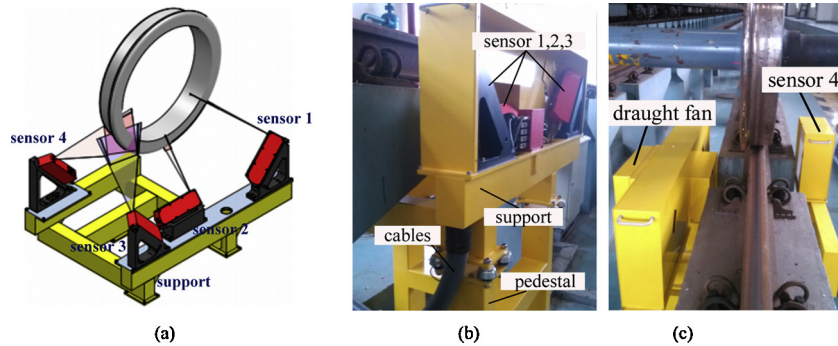 sensor 4
sensor 1
sensor 3
sensor 2
support
(a)
sensor 1,2,3
support
cables
pedestal
(b)
sensor 4
draught fan
(c)